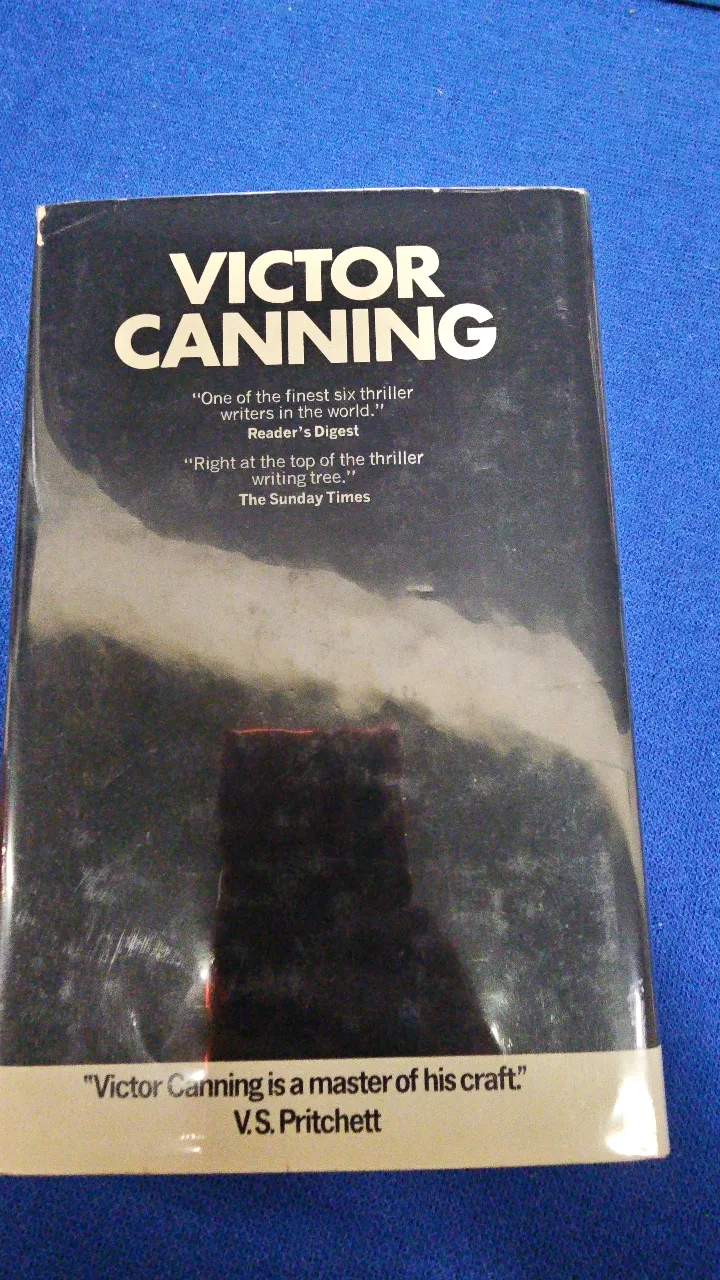 VICTOR
CANNING
“One of the finest six thriller
writers in the world.”
Reader's Digest
“Right at the top of the thriller
writing tree.”
The Sunday Times
“Victor Canning is a master of his craft.”
V.S. Pritchett